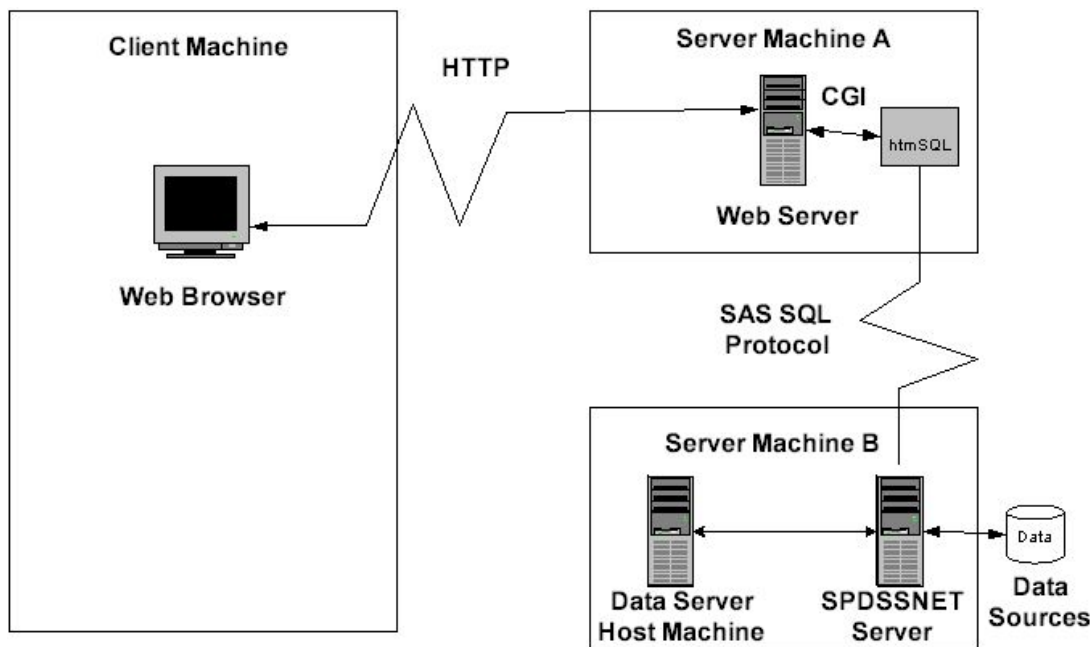 Client Machine
HTTP
Web Browser
Server Machine A
CGI
htmSQL
Web Server
SAS SQL
Protocol
Server Machine B
Data Server
Host Machine
SPDSSNET
Server
Data
Data
Sources